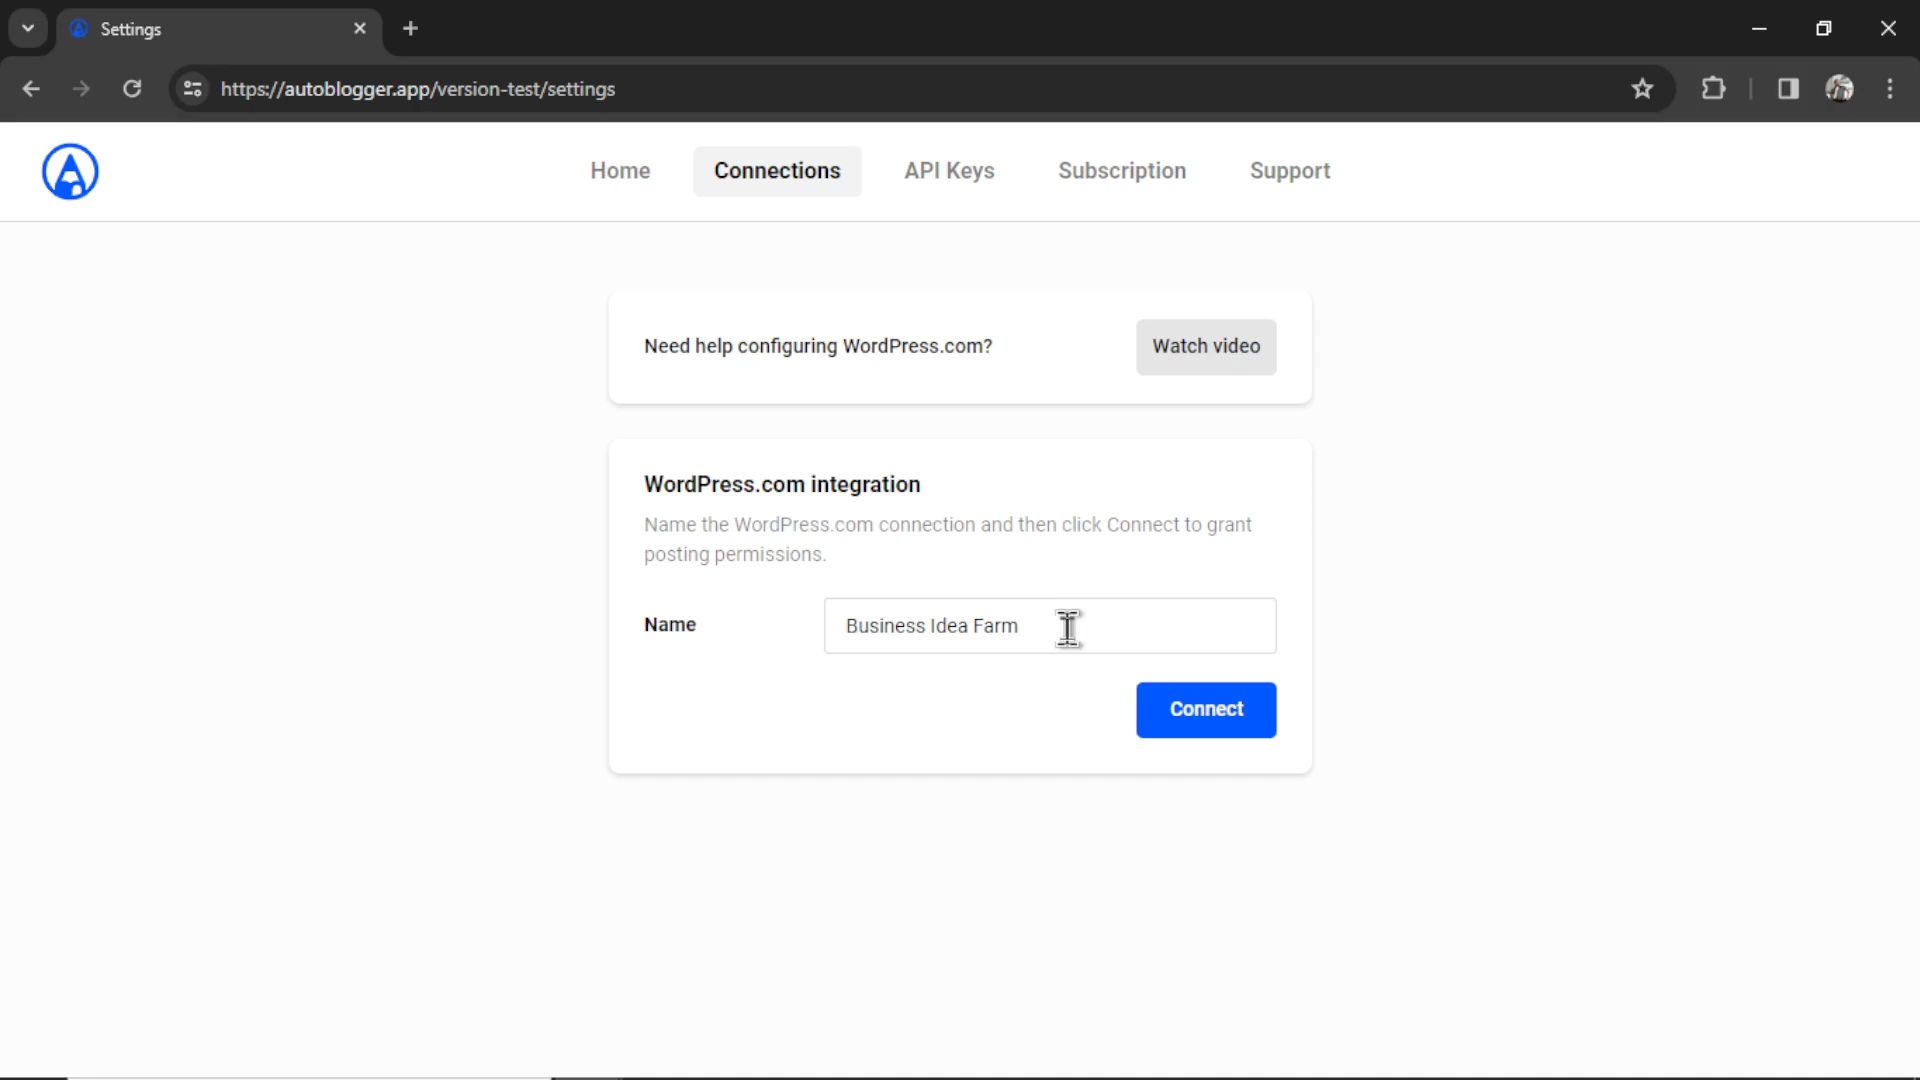 Settings
https://autoblogger.app/version-test/settings
Home Connections API Keys Subscription Support
Need help configuring WordPress.com? Watch video
WordPress.com integration
Name the WordPress.com connection and then click Connect to grant
posting permissions.
Name Business Idea Farm
Connect